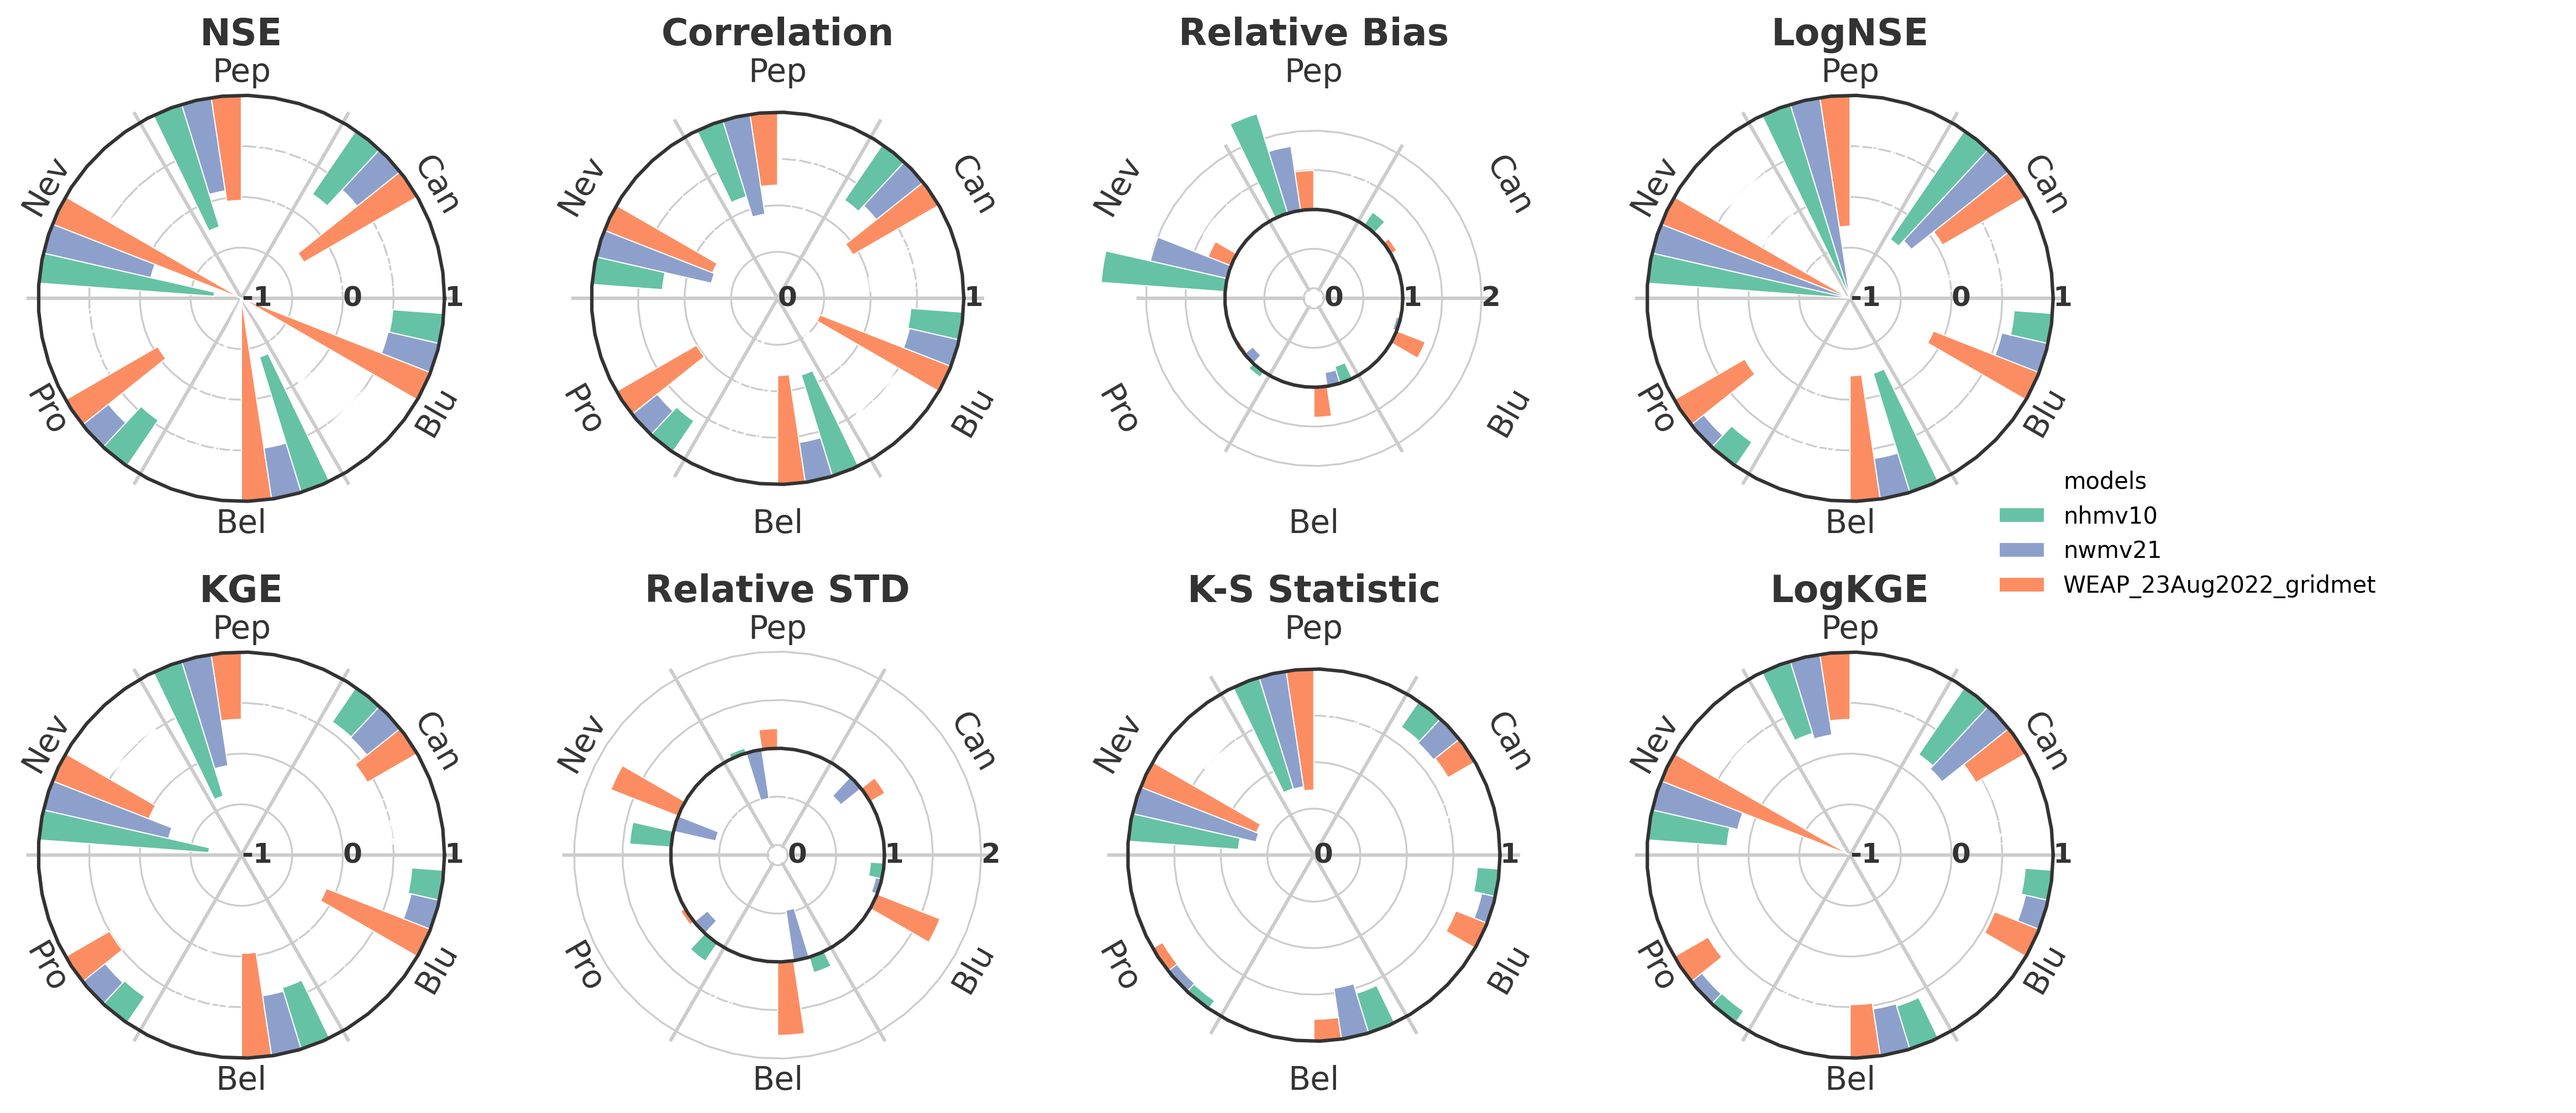 NSE
Pep
Can
Nev
-1
0
1
Pro
Blu
Bel
Correlation
Pep
Can
Nev
0
1
Pro
Blu
Bel
Relative Bias
Pep
Can
Nev
0
1
2
Pro
Blu
Bel
LogNSE
Pep
Can
Nev
-1
0
1
Pro
Blu
Bel
models
nhmv10
nwmv21
WEAP_23Aug2022_gridmet
KGE
Pep
Can
Nev
-1
0
1
Pro
Blu
Bel
Relative STD
Pep
Can
Nev
0
1
2
Pro
Blu
Bel
K-S Statistic
Pep
Can
Nev
0
1
Pro
Blu
Bel
LogKGE
Pep
Can
Nev
-1
0
1
Pro
Blu
Bel